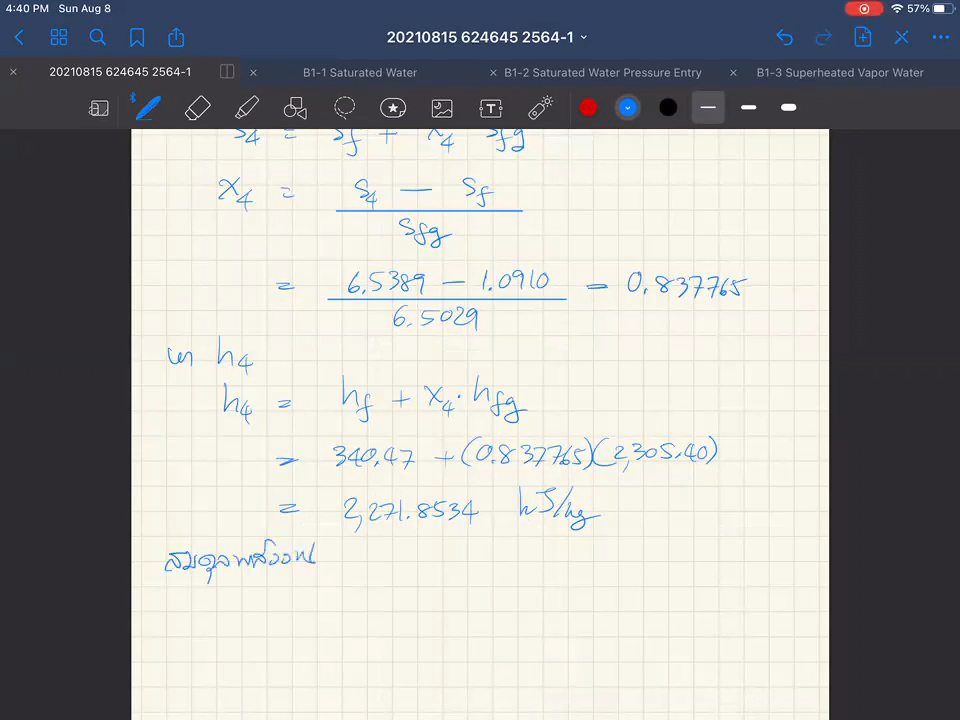 4:40 PM Sun Aug 8 57%
20210815 624645 2564-1
20210815 624645 2564-1 B1-1 Saturated Water B1-2 Saturated Water Pressure Entry B1-3 Superheated Vapor Water
s4 = sf + x4 sfg
x4 = s4 — sf
sfg
= 6.5389 — 1.0910 = 0.837765
6.5029
หา h4
h4 = hf + x4 · hfg
= 340.47 + (0.837765)(2,305.40)
= 2,271.8534 kJ/kg
สมดุลพลังงาน